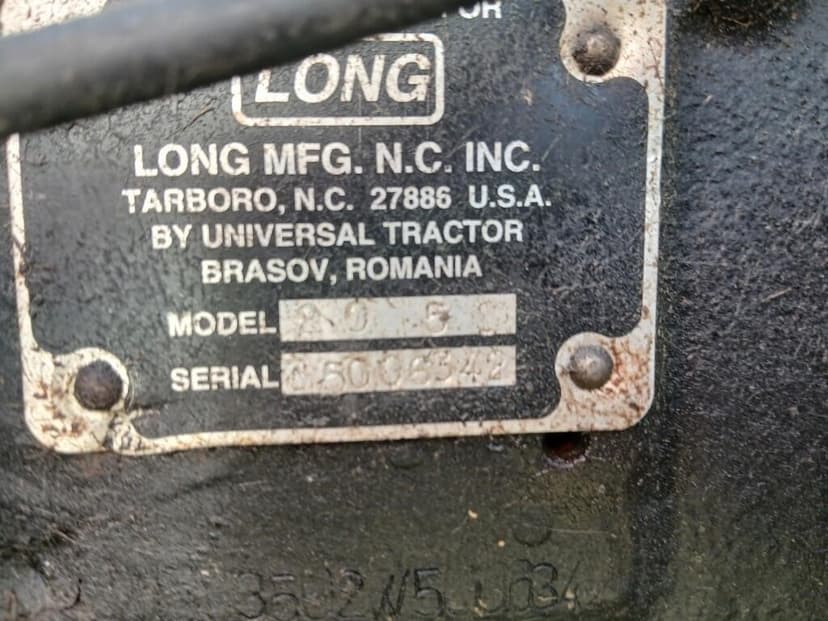 LONG
LONG MFG. N.C. INC.
TARBORO, N.C. 27886 U.S.A.
BY UNIVERSAL TRACTOR
BRASOV, ROMANIA
MODEL
SERIAL